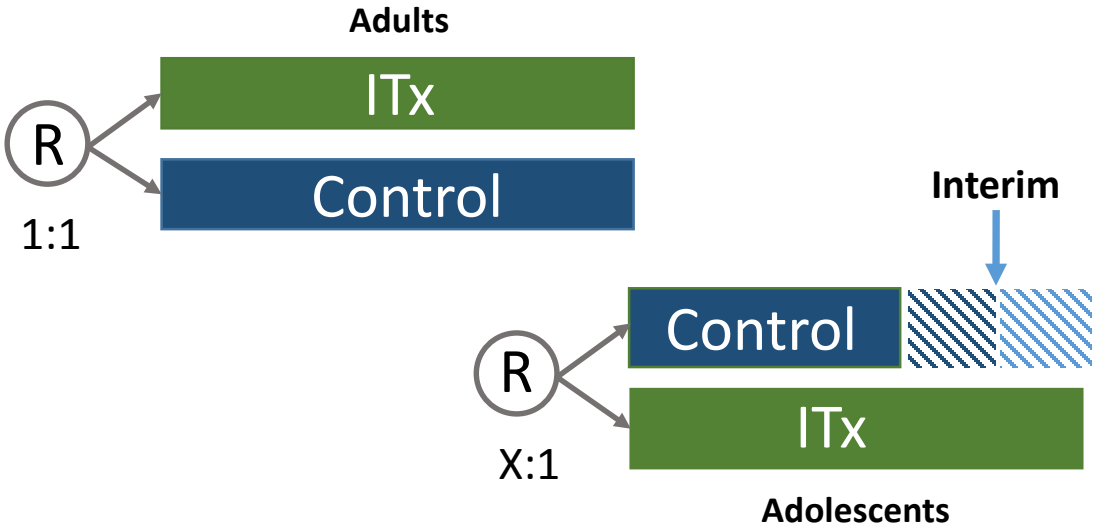 Adults
ITx
R
Control
1:1
Interim
Control
R
ITx
X:1
Adolescents